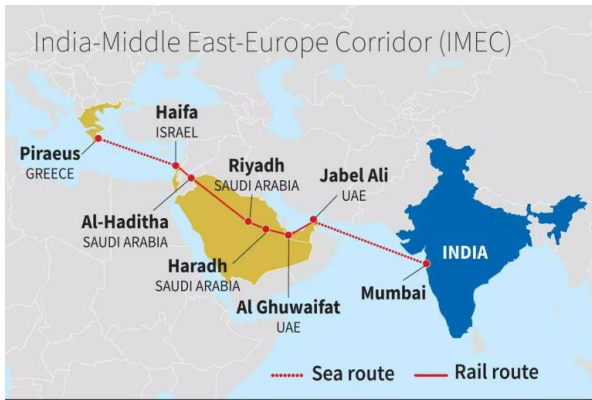 India-Middle East-Europe Corridor (IMEC)
Haifa
ISRAEL
Piraeus
GREECE
Riyadh
SAUDI ARABIA
Jabel Ali
UAE
Al-Haditha
SAUDI ARABIA
INDIA
Haradh
SAUDI ARABIA
Al Ghuwaifat
UAE
Mumbai
Sea route
Rail route